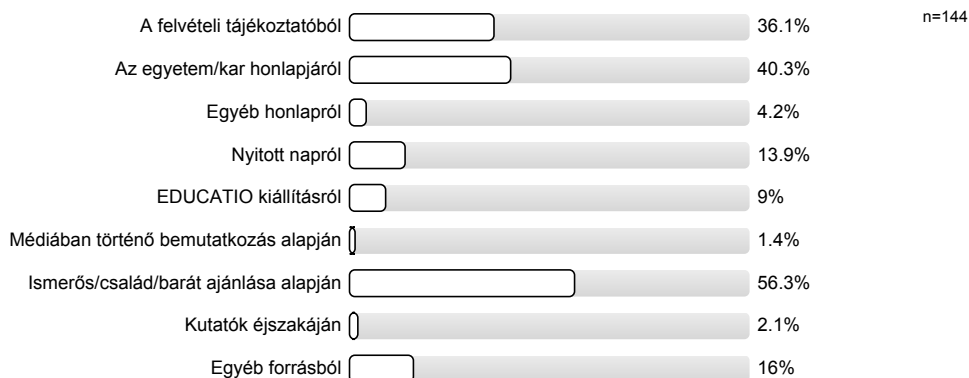 A felvételi tájékoztatóból 36.1% n=144
Az egyetem/kar honlapjáról 40.3%
Egyéb honlapról 4.2%
Nyitott napról 13.9%
EDUCATIO kiállításról 9%
Médiában történő bemutatkozás alapján 1.4%
Ismerős/család/barát ajánlása alapján 56.3%
Kutatók éjszakáján 2.1%
Egyéb forrásból 16%